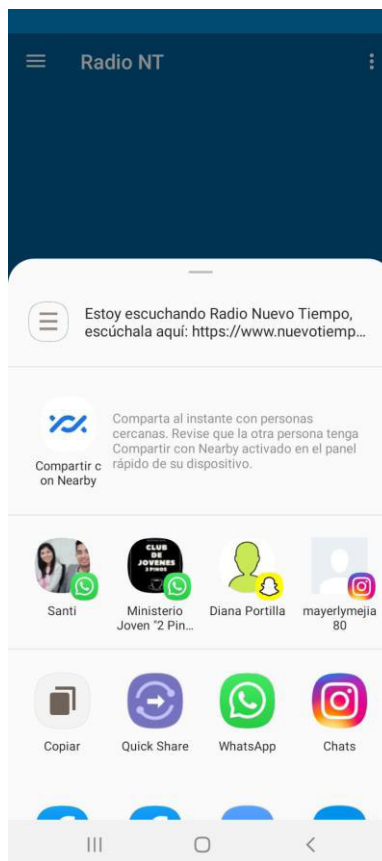 Radio NT
Estoy escuchando Radio Nuevo Tiempo,
escúchala aquí: https://www.nuevotiemp...
Comparta al instante con personas
cercanas. Revise que la otra persona tenga
Compartir con Nearby activado en el panel
rápido de su dispositivo.
Compartir c
on Nearby
CLUB
DE
JOVENES
2 PINOS
Santi
Ministerio
Joven "2 Pin...
Diana Portilla
mayerlymejia
80
Copiar
Quick Share
WhatsApp
Chats